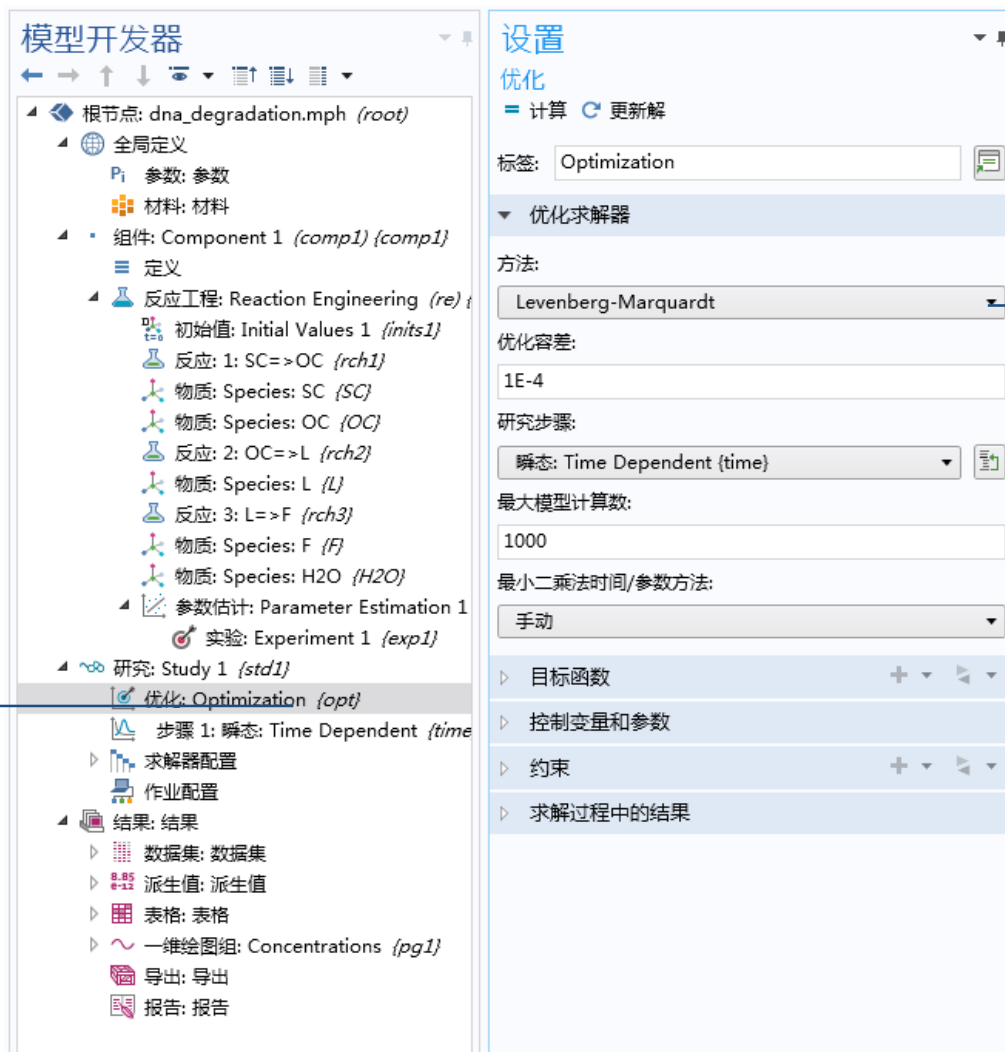 模型开发器
根节点: dna_degradation.mph (root)
全局定义
Pi 参数: 参数
材料: 材料
组件: Component 1 (comp1) {comp1}
定义
反应工程: Reaction Engineering (re) {
初始值: Initial Values 1 {inits1}
反应: 1: SC=>OC {rch1}
物质: Species: SC {SC}
物质: Species: OC {OC}
反应: 2: OC=>L {rch2}
物质: Species: L {L}
反应: 3: L=>F {rch3}
物质: Species: F {F}
物质: Species: H2O {H2O}
参数估计: Parameter Estimation 1
实验: Experiment 1 {exp1}
研究: Study 1 {std1}
优化: Optimization {opt}
步骤 1: 瞬态: Time Dependent {time
求解器配置
作业配置
结果: 结果
数据集: 数据集
8.85
e-12 派生值: 派生值
表格: 表格
一维绘图组: Concentrations {pg1}
导出: 导出
报告: 报告
设置
优化
= 计算 更新解
标签: Optimization
优化求解器
方法:
Levenberg-Marquardt
优化容差:
1E-4
研究步骤:
瞬态: Time Dependent {time}
最大模型计算数:
1000
最小二乘法时间/参数方法:
手动
目标函数
控制变量和参数
约束
求解过程中的结果